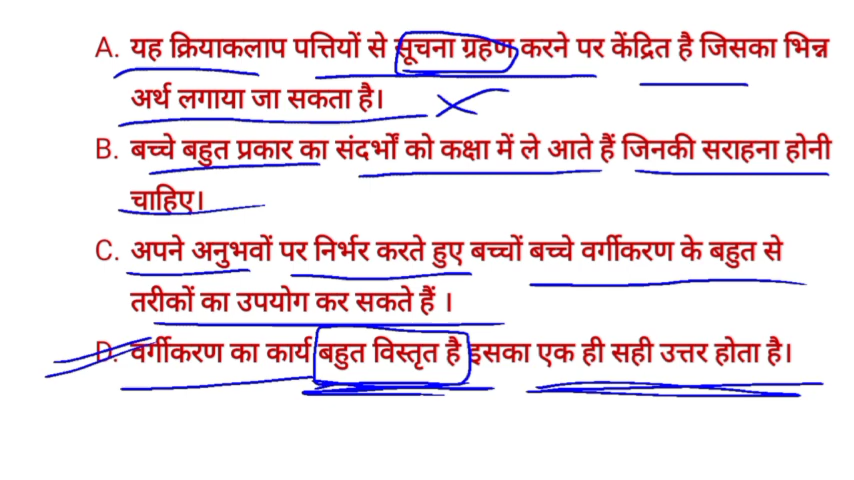 A. यह क्रियाकलाप पत्तियों से सूचना ग्रहण करने पर केंद्रित है जिसका भिन्न
अर्थ लगाया जा सकता है।
B. बच्चे बहुत प्रकार का संदर्भों को कक्षा में ले आते हैं जिनकी सराहना होनी
चाहिए।
C. अपने अनुभवों पर निर्भर करते हुए बच्चों बच्चे वर्गीकरण के बहुत से
तरीकों का उपयोग कर सकते हैं ।
D. वर्गीकरण का कार्य बहुत विस्तृत है इसका एक ही सही उत्तर होता है।